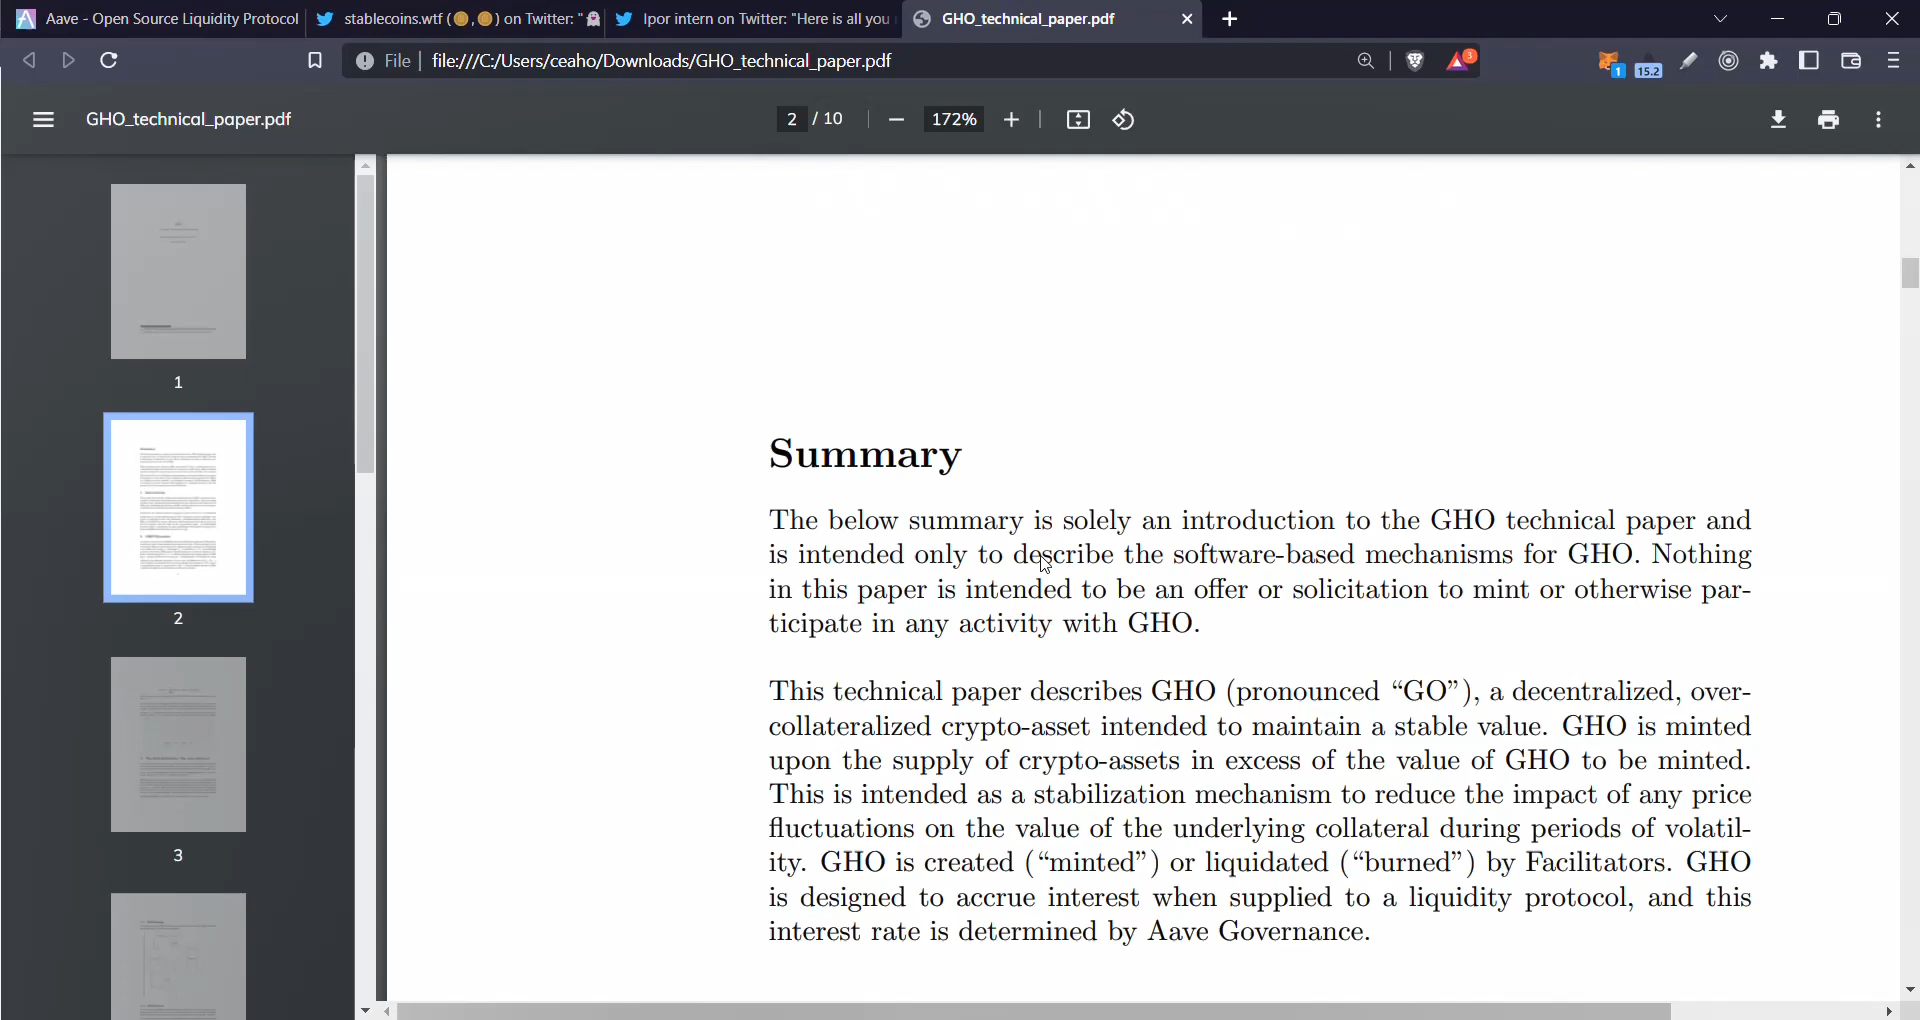 Aave - Open Source Liquidity Protocol
stablecoins.wtf (🪙,🪙) on Twitter: "👻
Ipor intern on Twitter: "Here is all you
GHO_technical_paper.pdf
File
file:///C:/Users/ceaho/Downloads/GHO_technical_paper.pdf
3
1
15.2
GHO_technical_paper.pdf
2 / 10
172%
1
2
3
Summary
The below summary is solely an introduction to the GHO technical paper and
is intended only to describe the software-based mechanisms for GHO. Nothing
in this paper is intended to be an offer or solicitation to mint or otherwise par-
ticipate in any activity with GHO.
This technical paper describes GHO (pronounced “GO”), a decentralized, over-
collateralized crypto-asset intended to maintain a stable value. GHO is minted
upon the supply of crypto-assets in excess of the value of GHO to be minted.
This is intended as a stabilization mechanism to reduce the impact of any price
fluctuations on the value of the underlying collateral during periods of volatil-
ity. GHO is created (“minted”) or liquidated (“burned”) by Facilitators. GHO
is designed to accrue interest when supplied to a liquidity protocol, and this
interest rate is determined by Aave Governance.